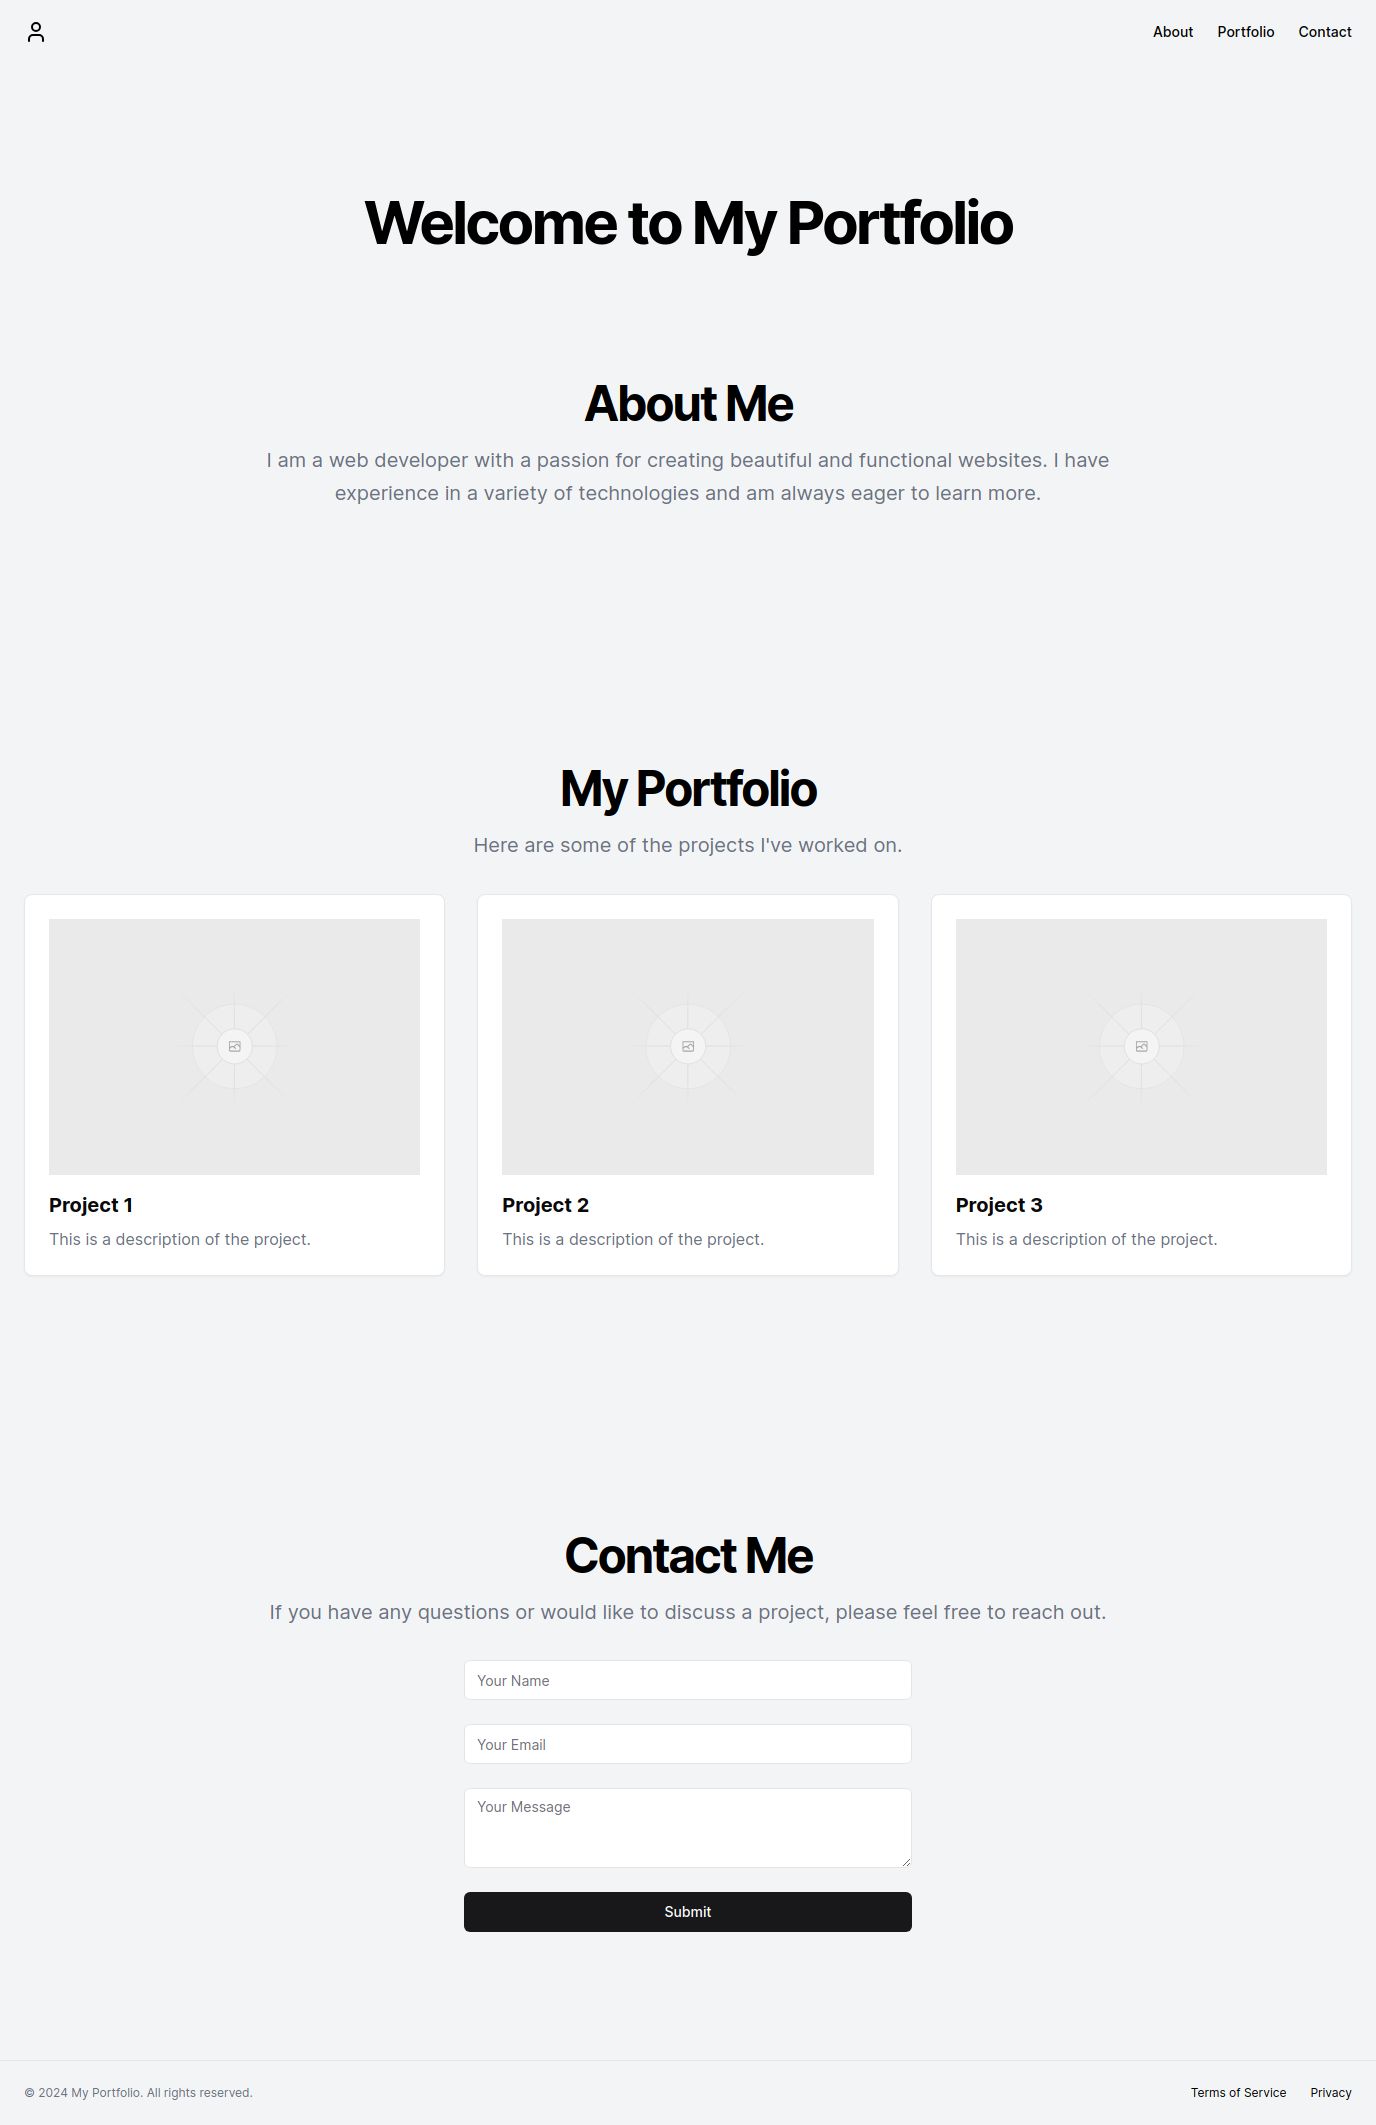 About Portfolio Contact
Welcome to My Portfolio
About Me
I am a web developer with a passion for creating beautiful and functional websites. I have
experience in a variety of technologies and am always eager to learn more.
My Portfolio
Here are some of the projects I've worked on.
Project 1
This is a description of the project.
Project 2
This is a description of the project.
Project 3
This is a description of the project.
Contact Me
If you have any questions or would like to discuss a project, please feel free to reach out.
Your Name
Your Email
Your Message
Submit
© 2024 My Portfolio. All rights reserved.
Terms of Service Privacy